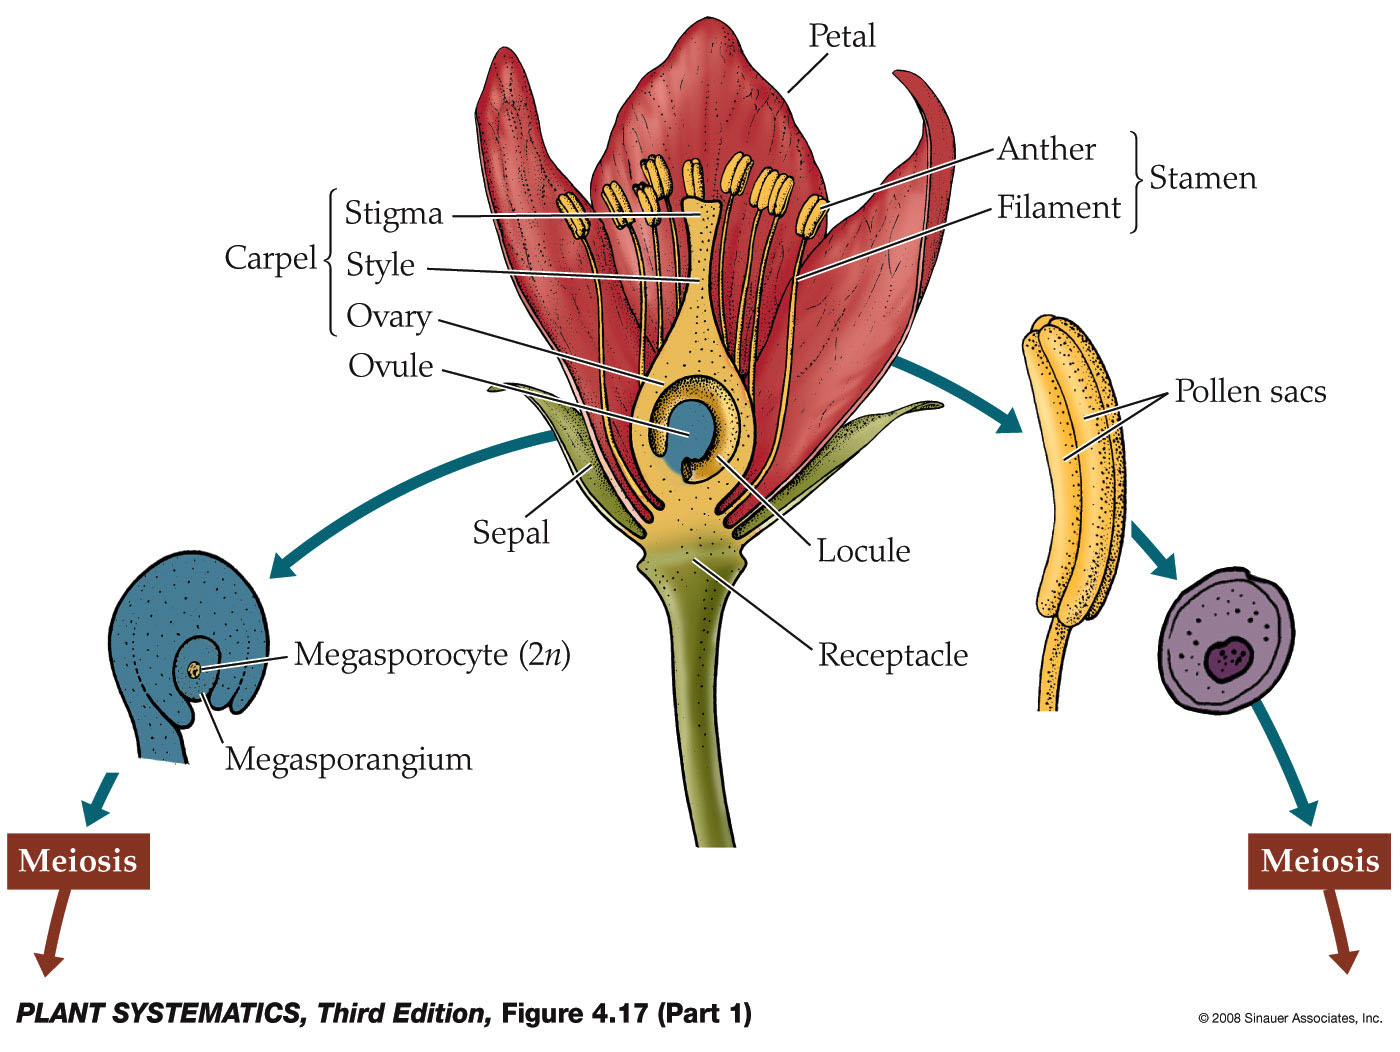 Petal
Anther
Stamen
Filament
Stigma
Carpel
Style
Ovary
Ovule
Pollen sacs
Sepal
Locule
Megasporocyte (2n)
Receptacle
Megasporangium
Meiosis
Meiosis
PLANT SYSTEMATICS, Third Edition, Figure 4.17 (Part 1)
© 2008 Sinauer Associates, Inc.